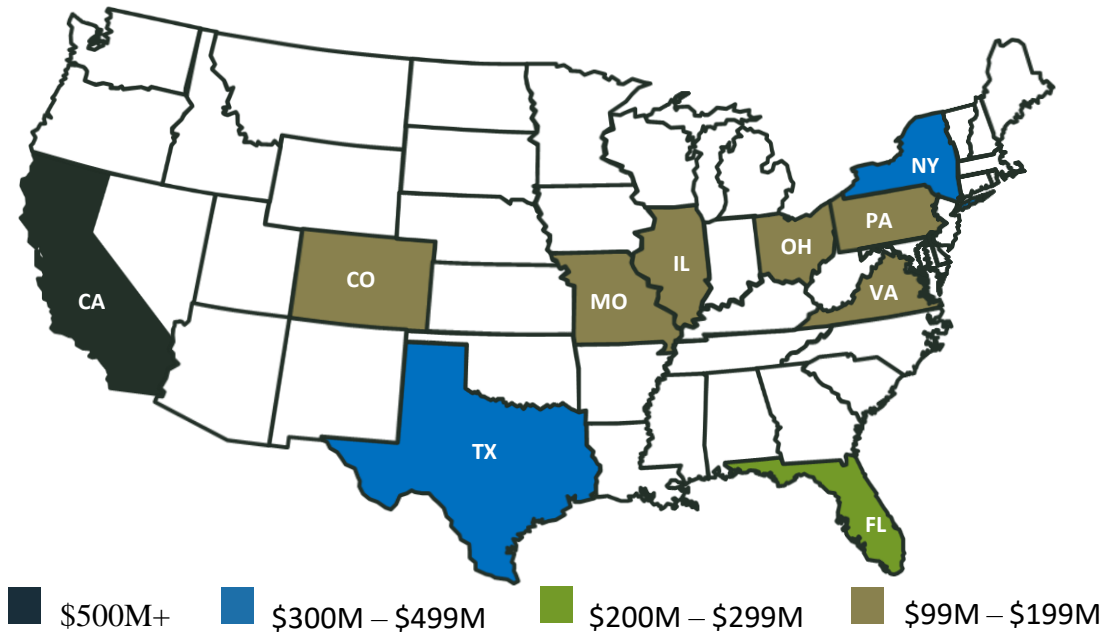 NY
PA
OH
IL
CO
VA
MO
CA
TX
FL
$500M+
$300M – $499M
$200M – $299M
$99M – $199M